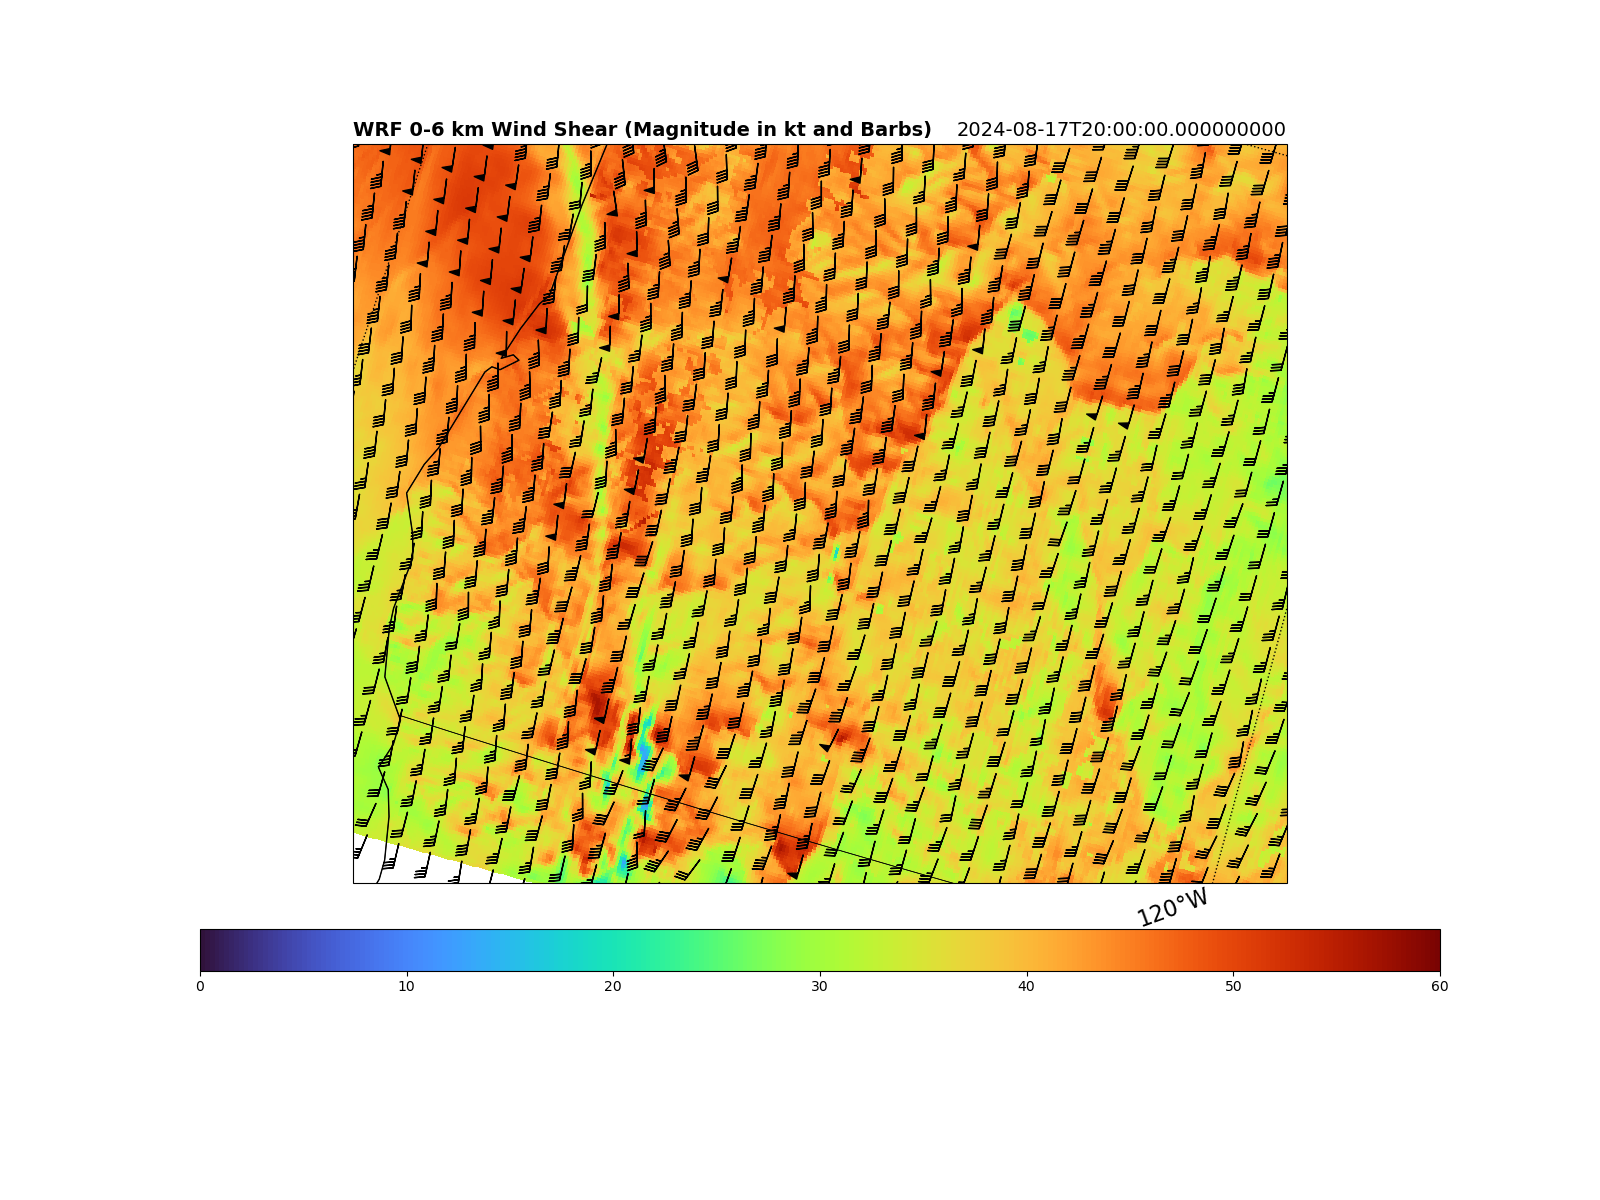 WRF 0-6 km Wind Shear (Magnitude in kt and Barbs) 2024-08-17T20:00:00.000000000
120°W
0 10 20 30 40 50 60